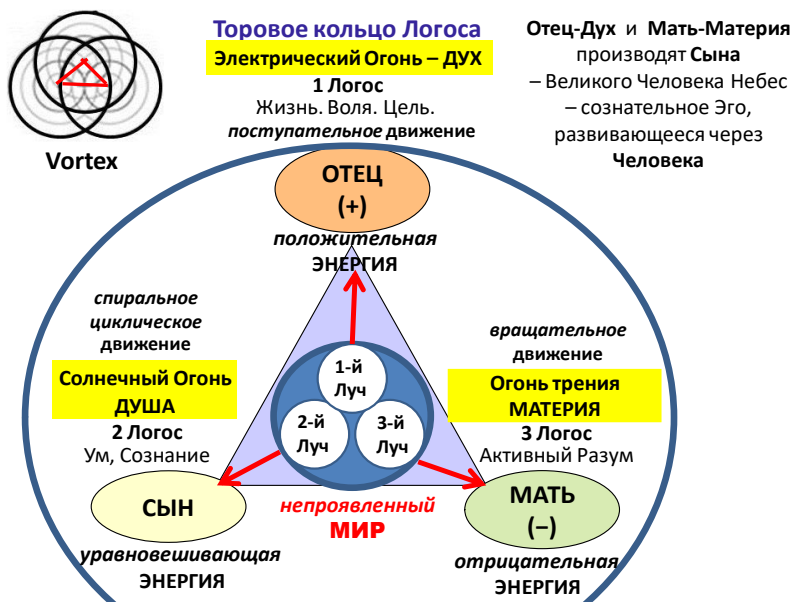 Vortex
Торовое кольцо Логоса
Электрический Огонь – ДУХ
1 Логос
Жизнь. Воля. Цель.
поступательное движение
Отец-Дух и Мать-Материя
производят Сына
– Великого Человека Небес
– сознательное Эго,
развивающееся через
Человека
ОТЕЦ
(+)
положительная
ЭНЕРГИЯ
спиральное
циклическое
движение
Солнечный Огонь
ДУША
2 Логос
Ум, Сознание
СЫН
уравновешивающая
ЭНЕРГИЯ
1-й
Луч
2-й
Луч
3-й
Луч
непроявленный
МИР
вращательное
движение
Огонь трения
МАТЕРИЯ
3 Логос
Активный Разум
МАТЬ
(–)
отрицательная
ЭНЕРГИЯ